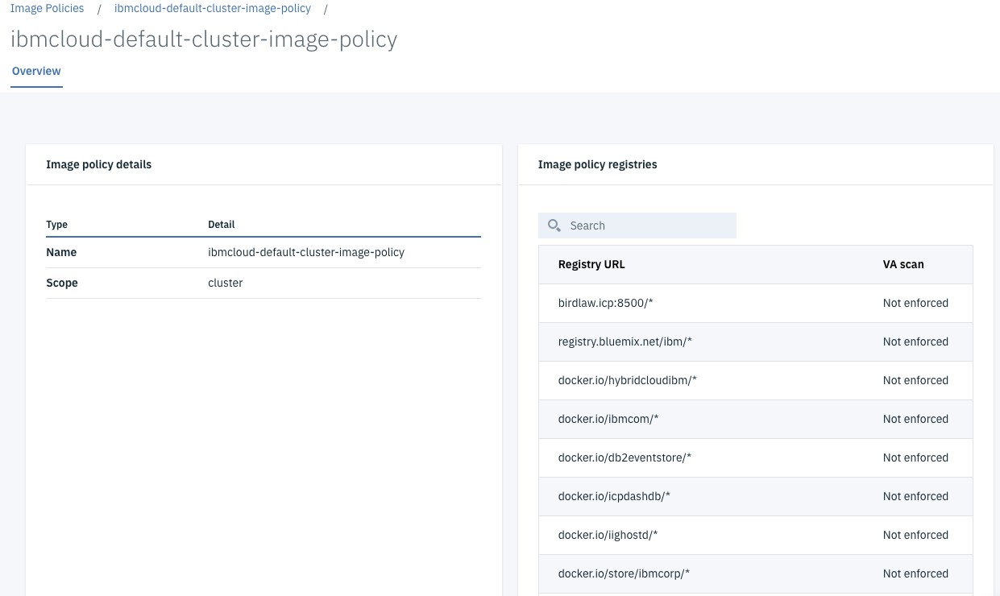 Image Policies / ibmcloud-default-cluster-image-policy /
ibmcloud-default-cluster-image-policy
Overview
Image policy details
Type Detail
Name ibmcloud-default-cluster-image-policy
Scope cluster
Image policy registries
Search
Registry URL VA scan
birdlaw.icp:8500/* Not enforced
registry.bluemix.net/ibm/* Not enforced
docker.io/hybridcloudibm/* Not enforced
docker.io/ibmcom/* Not enforced
docker.io/db2eventstore/* Not enforced
docker.io/icpdashdb/* Not enforced
docker.io/iighostd/* Not enforced
docker.io/store/ibmcorp/* Not enforced